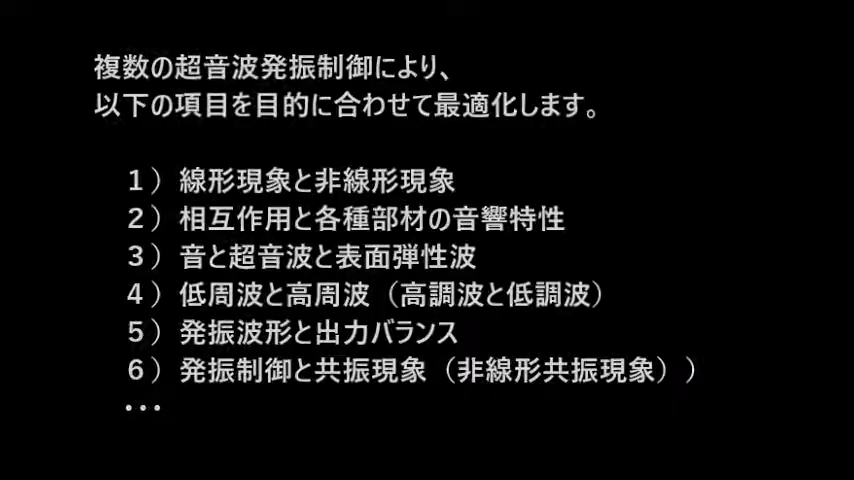 複数の超音波発振制御により、
以下の項目を目的に合わせて最適化します。
１）線形現象と非線形現象
２）相互作用と各種部材の音響特性
３）音と超音波と表面弾性波
４）低周波と高周波（高調波と低調波）
５）発振波形と出力バランス
６）発振制御と共振現象（非線形共振現象））
・・・